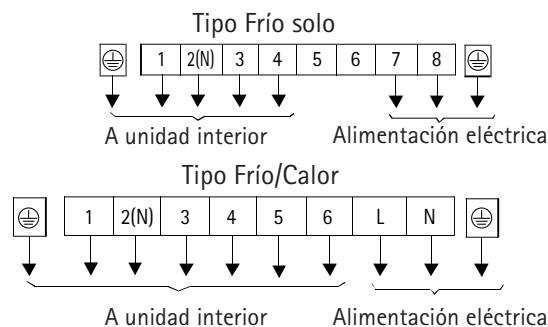 Tipo Frío solo
1 2(N) 3 4 5 6 7 8
A unidad interior Alimentación eléctrica
Tipo Frío/Calor
1 2(N) 3 4 5 6 L N
A unidad interior Alimentación eléctrica